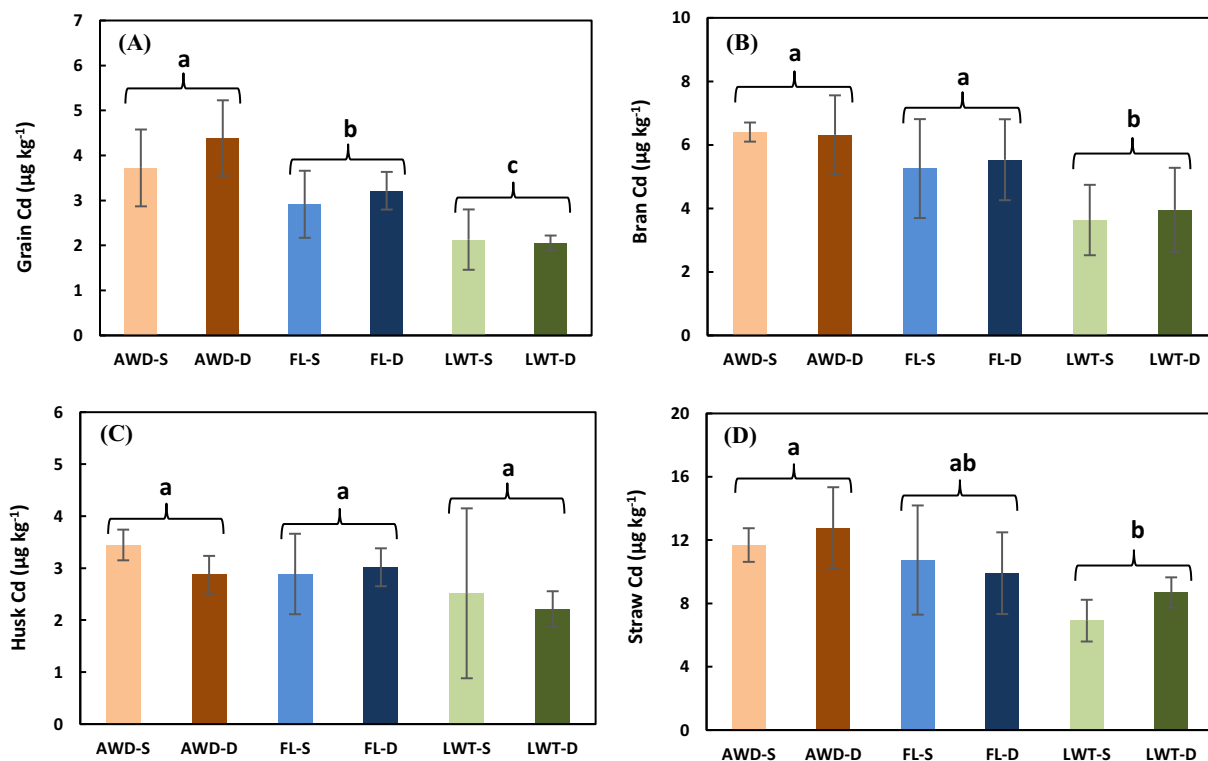 (A)
Grain Cd (µg kg⁻¹)
7
6
5
4
3
2
1
0
a
b
c
AWD-S AWD-D FL-S FL-D LWT-S LWT-D
(B)
Bran Cd (µg kg⁻¹)
10
8
6
4
2
0
a
a
b
AWD-S AWD-D FL-S FL-D LWT-S LWT-D
(C)
Husk Cd (µg kg⁻¹)
6
5
4
3
2
1
0
a
a
a
AWD-S AWD-D FL-S FL-D LWT-S LWT-D
(D)
Straw Cd (µg kg⁻¹)
20
16
12
8
4
0
a
ab
b
AWD-S AWD-D FL-S FL-D LWT-S LWT-D